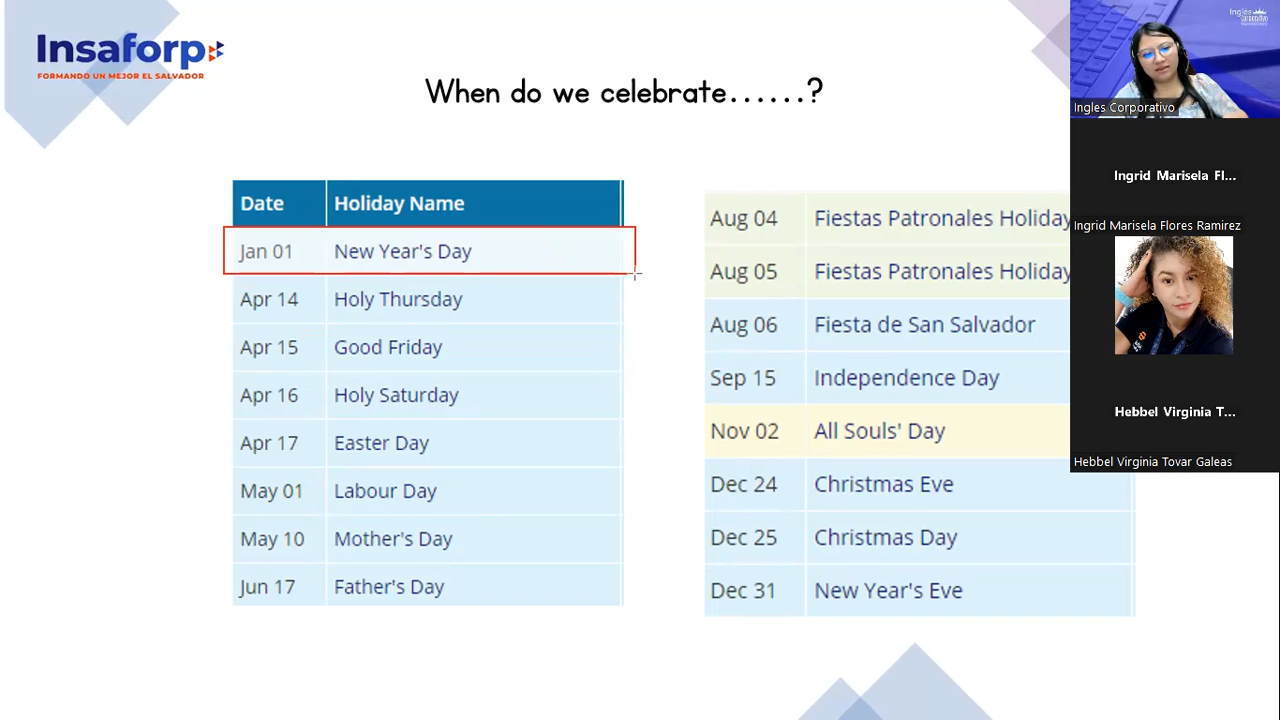 Insaforp
FORMANDO UN MEJOR EL SALVADOR
When do we celebrate......?
Date Holiday Name
Jan 01 New Year's Day
Apr 14 Holy Thursday
Apr 15 Good Friday
Apr 16 Holy Saturday
Apr 17 Easter Day
May 01 Labour Day
May 10 Mother's Day
Jun 17 Father's Day
Aug 04 Fiestas Patronales Holiday
Aug 05 Fiestas Patronales Holiday
Aug 06 Fiesta de San Salvador
Sep 15 Independence Day
Nov 02 All Souls' Day
Dec 24 Christmas Eve
Dec 25 Christmas Day
Dec 31 New Year's Eve
Ingles Corporativo
Ingrid Marisela Fl...
Ingrid Marisela Flores Ramirez
Hebbel Virginia T...
Hebbel Virginia Tovar Galeas